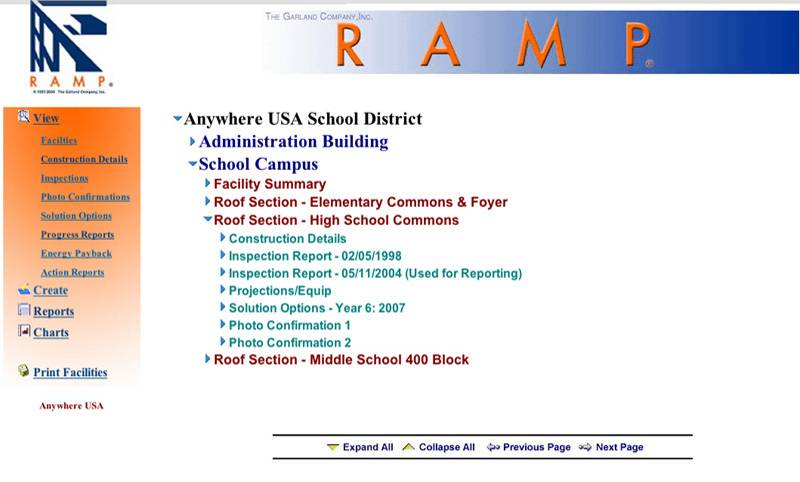 THE GARLAND COMPANY, INC.
R A M P ®
R A M P ®
©1997-2004 The Garland Company, Inc.
View
Facilties
Construction Details
Inspections
Photo Confirmations
Solution Options
Progress Reports
Energy Payback
Action Reports
Create
Reports
Charts
Print Facilities
Anywhere USA
Anywhere USA School District
Administration Building
School Campus
Facility Summary
Roof Section - Elementary Commons & Foyer
Roof Section - High School Commons
Construction Details
Inspection Report - 02/05/1998
Inspection Report - 05/11/2004 (Used for Reporting)
Projections/Equip
Solution Options - Year 6: 2007
Photo Confirmation 1
Photo Confirmation 2
Roof Section - Middle School 400 Block
Expand All Collapse All Previous Page Next Page